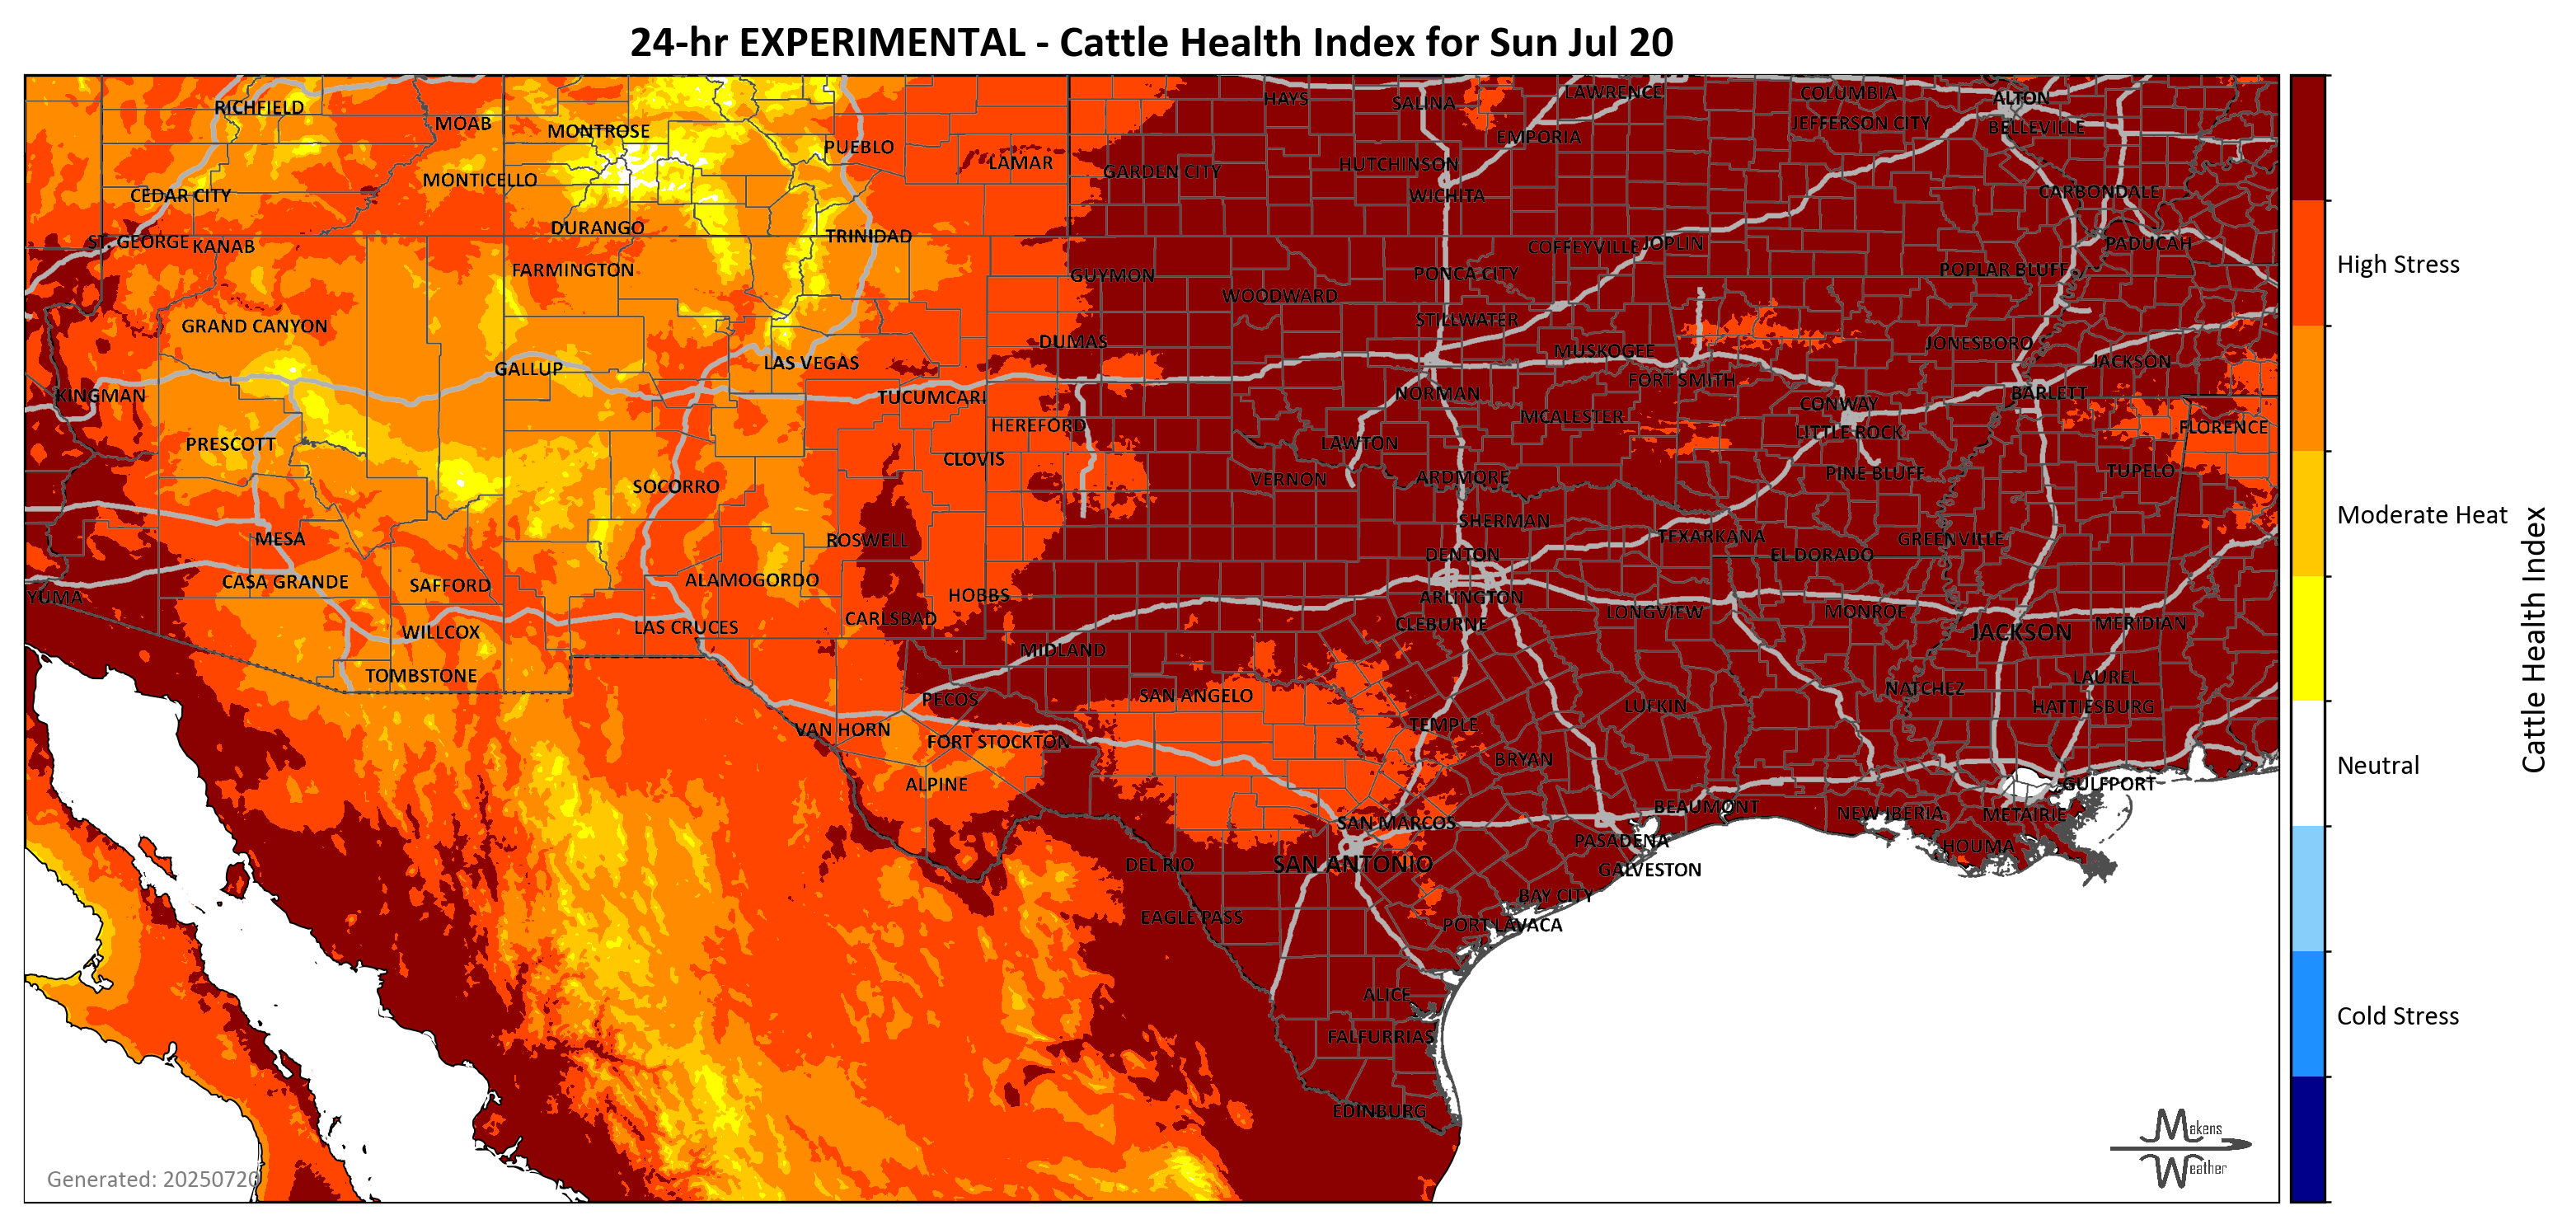 24-hr EXPERIMENTAL - Cattle Health Index for Sun Jul 20
RICHFIELD
MOAB
MONTROSE
PUEBLO
LAMAR
HAYS
SALINA
LAWRENCE
COLUMBIA
ALTON
EMPORIA
JEFFERSON CITY
BELLEVILLE
CEDAR CITY
MONTICELLO
GARDEN CITY
HUTCHINSON
WICHITA
CARBONDALE
ST. GEORGE
KANAB
DURANGO
TRINIDAD
COFFEYVILLE
JOPLIN
PADUCAH
High Stress
FARMINGTON
GUYMON
PONCA CITY
POPLAR BLUFF
WOODWARD
GRAND CANYON
STILLWATER
DUMAS
MUSKOGEE
JONESBORO
JACKSON
GALLUP
LAS VEGAS
FORT SMITH
KINGMAN
TUCUMCARI
NORMAN
CONWAY
BARLETT
PRESCOTT
HEREFORD
MCALESTER
LITTLE ROCK
FLORENCE
LAWTON
CLOVIS
SOCORRO
VERNON
ARDMORE
PINE BLUFF
TUPELO
SHERMAN
Moderate Heat
MESA
ROSWELL
DENTON
TEXARKANA
EL DORADO
GREENVILLE
YUMA
CASA GRANDE
SAFFORD
ALAMOGORDO
HOBBS
ARLINGTON
LONGVIEW
MONROE
WILLCOX
LAS CRUCES
CARLSBAD
CLEBURNE
JACKSON
MERIDIAN
Cattle Health Index
TOMBSTONE
MIDLAND
PECOS
SAN ANGELO
LUFKIN
NATCHEZ
LAUREL
HATTIESBURG
VAN HORN
FORT STOCKTON
TEMPLE
BRYAN
Neutral
ALPINE
GULFPORT
SAN MARCOS
BEAUMONT
NEW IBERIA
METAIRIE
PASADENA
HOUMA
DEL RIO
SAN ANTONIO
GALVESTON
BAY CITY
EAGLE PASS
PORT LAVACA
ALICE
Cold Stress
FALFURRIAS
EDINBURG
Makens
Weather
Generated: 20250720